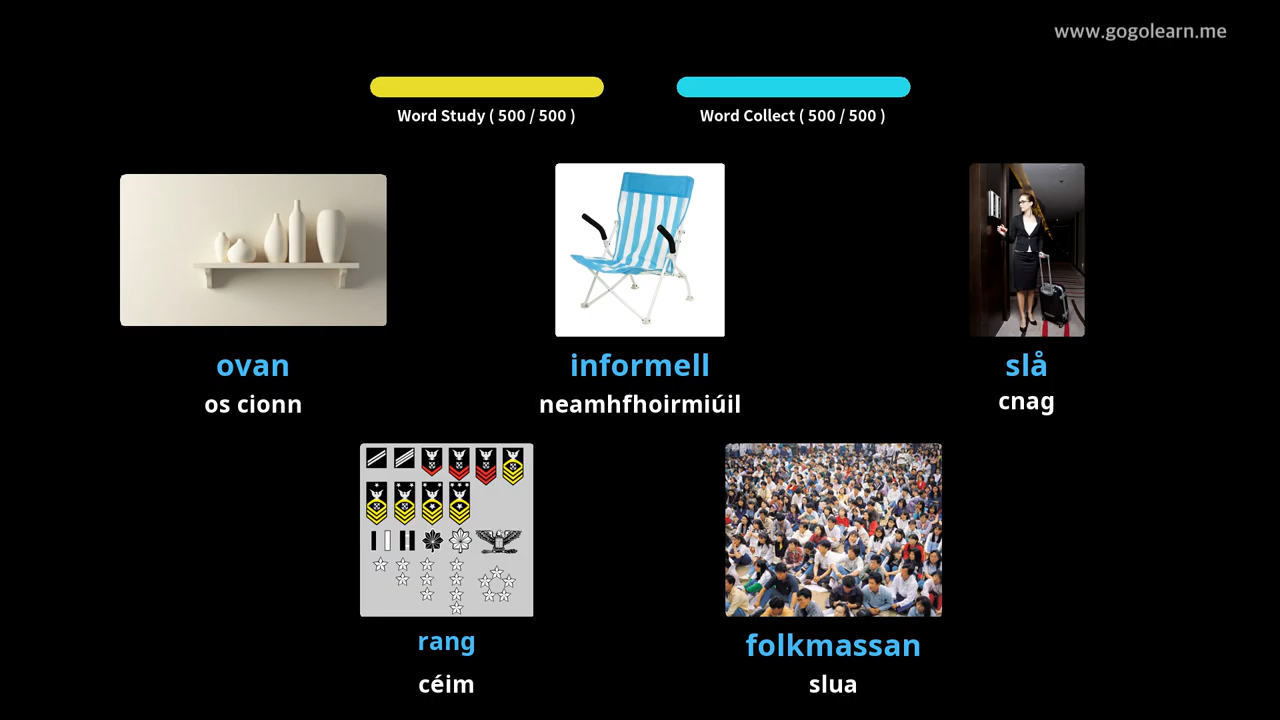 www.gogolearn.me
Word Study ( 500 / 500 )
Word Collect ( 500 / 500 )
ovan
os cionn
informell
neamhfhoirmiúil
slå
cnag
rang
céim
folkmassan
slua